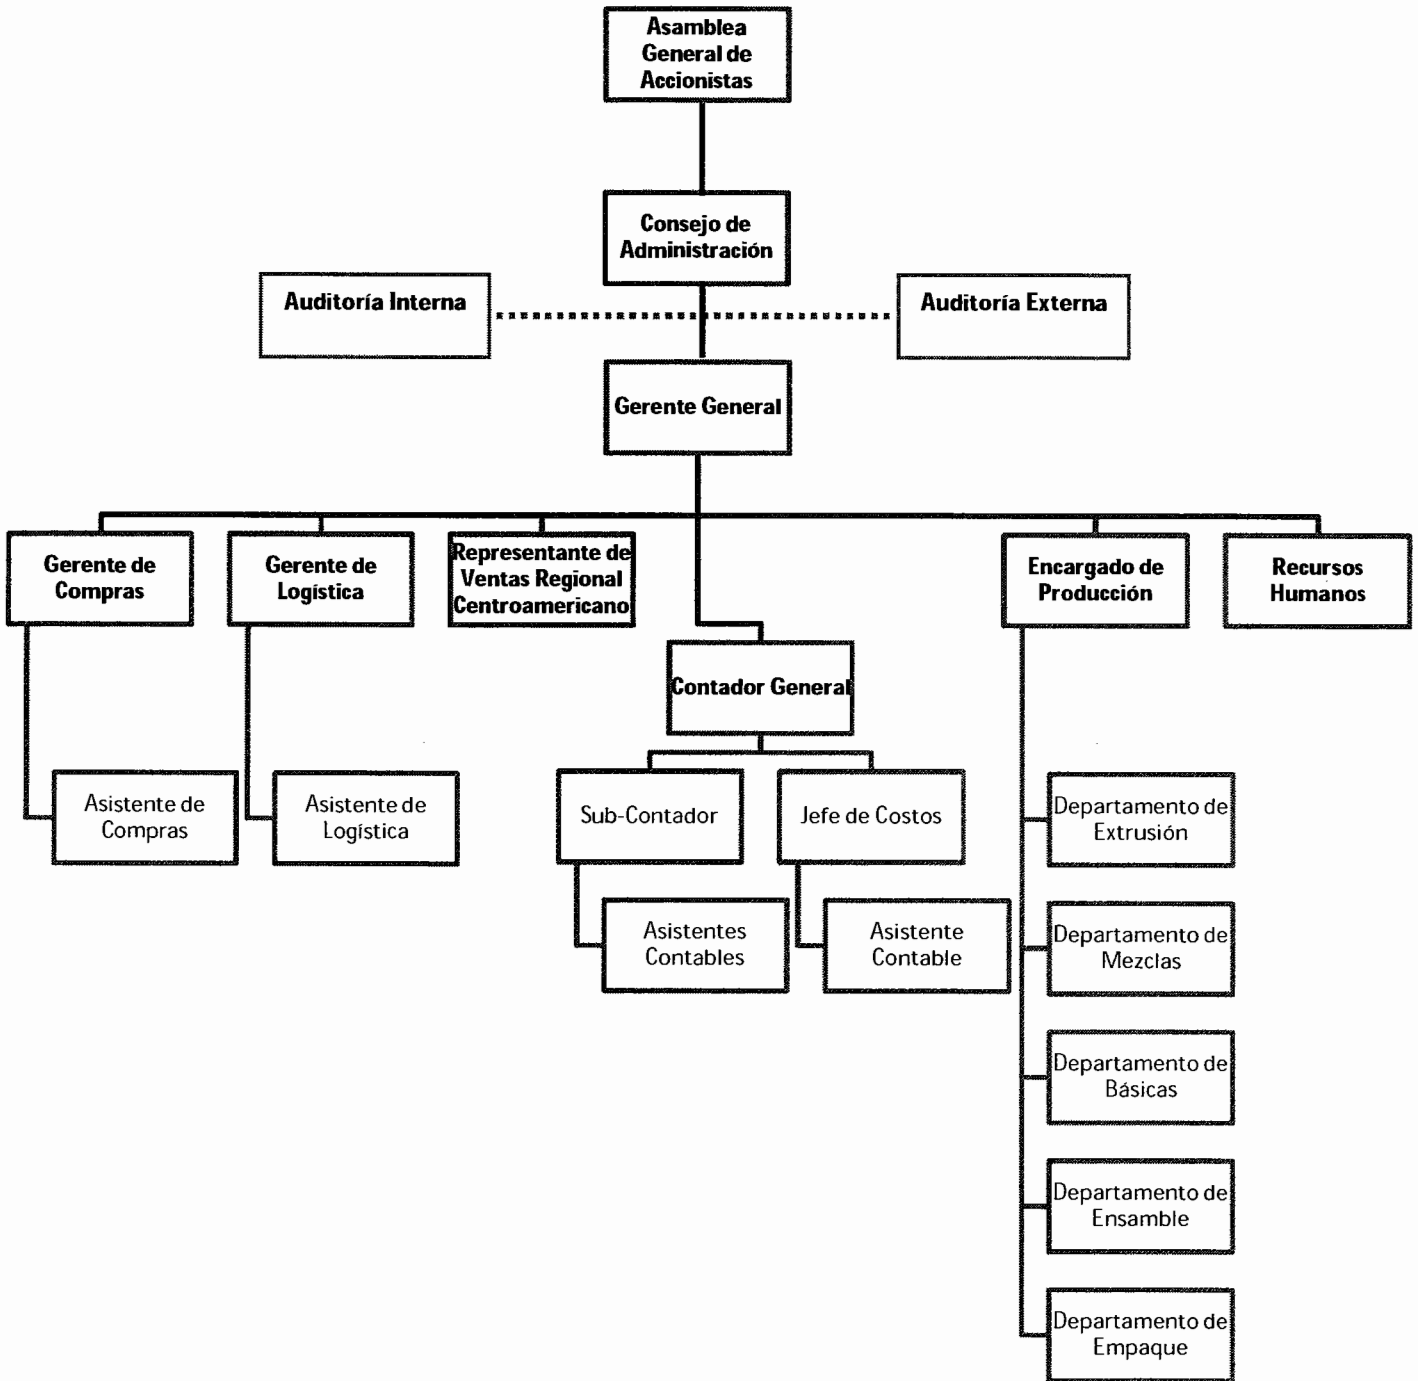 Asamblea
General de
Accionistas
Consejo de
Administración
Auditoría Interna
Auditoría Externa
Gerente General
Gerente de
Compras
Gerente de
Logística
Representante de
Ventas Regional
Centroamericano
Encargado de
Producción
Recursos
Humanos
Contador General
Asistente de
Compras
Asistente de
Logística
Sub-Contador
Jefe de Costos
Departamento de
Extrusión
Asistentes
Contables
Asistente
Contable
Departamento de
Mezclas
Departamento de
Básicas
Departamento de
Ensamble
Departamento de
Empaque